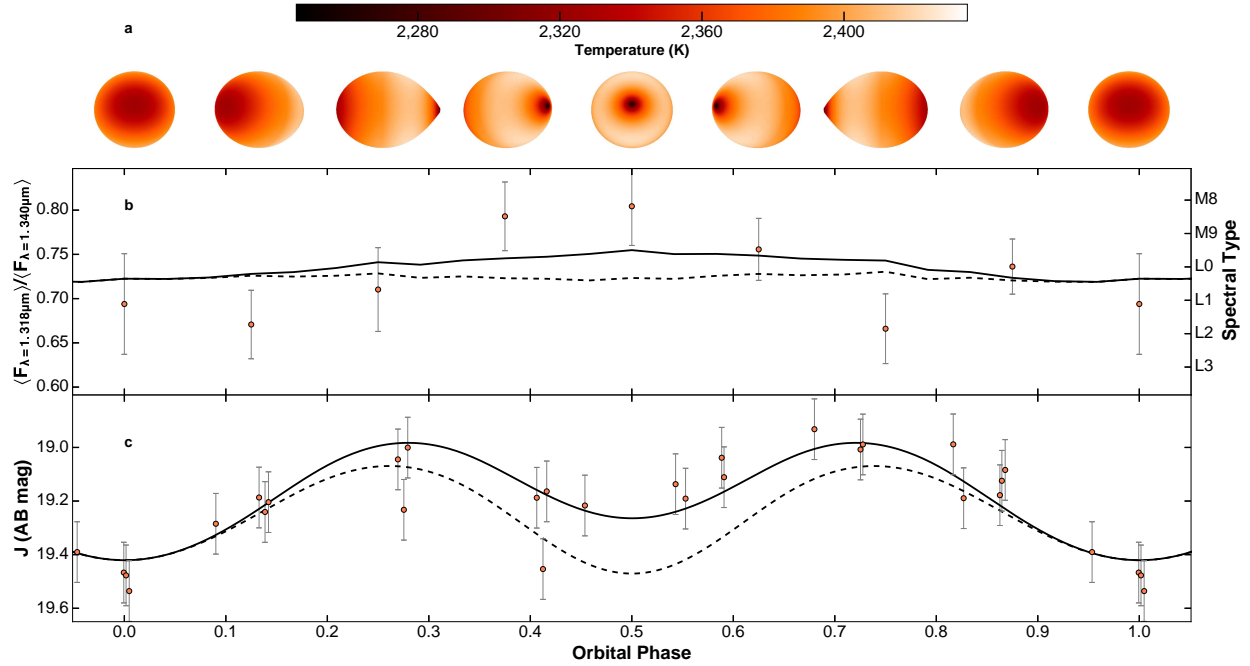 a
2,280 2,320 2,360 2,400
Temperature (K)
b
⟨F λ=1.318μm⟩/⟨F λ=1.340μm⟩
0.80
0.75
0.70
0.65
0.60
M8
M9
L0
L1
L2
L3
Spectral Type
c
J (AB mag)
19.0
19.2
19.4
19.6
0.0 0.1 0.2 0.3 0.4 0.5 0.6 0.7 0.8 0.9 1.0
Orbital Phase